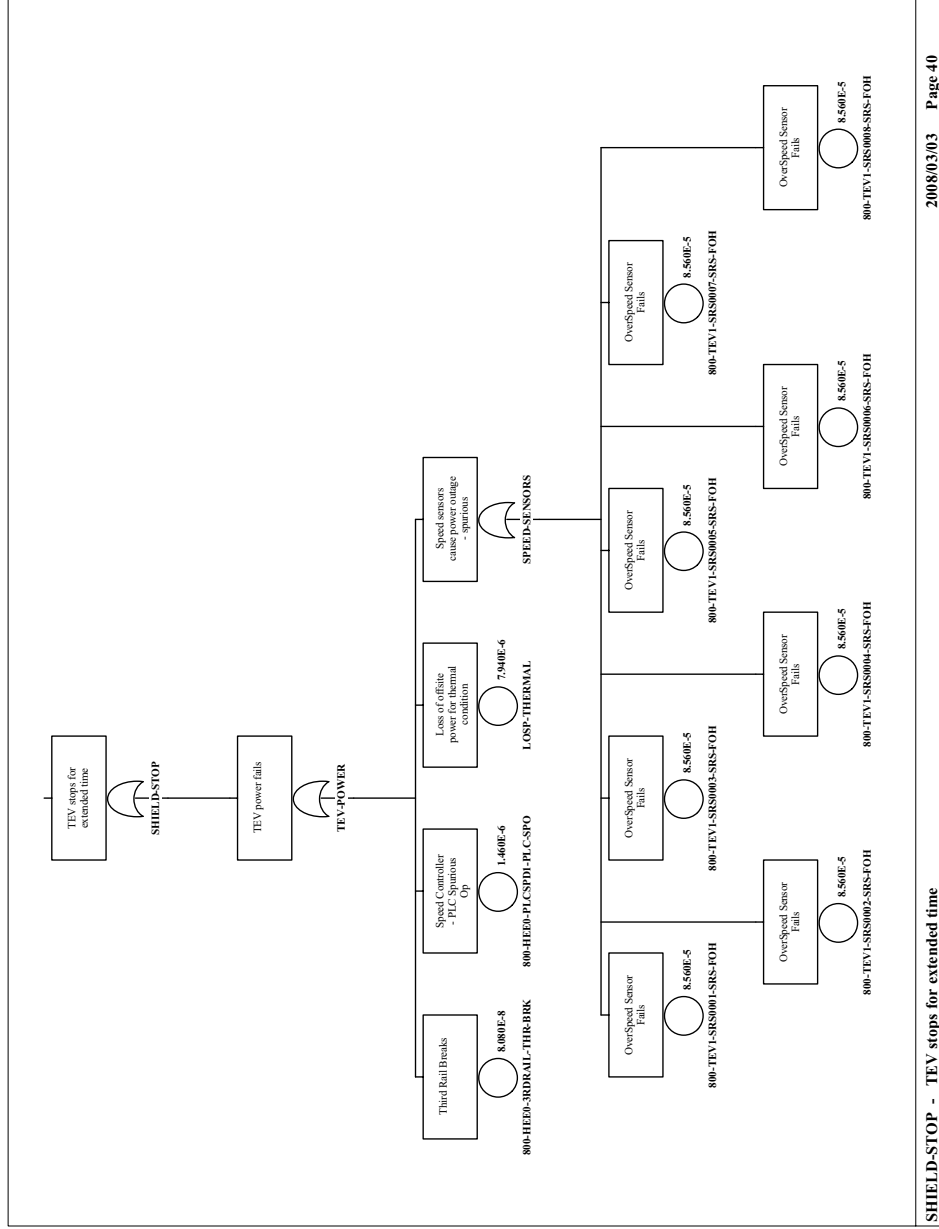 TEV stops for
extended time
SHIELD-STOP
TEV power fails
TEV-POWER
Third Rail Breaks
8.080E-8
800-HEE0-3RDRAIL-THR-BRK
Speed Controller
- PLC Spurious
Op
1.460E-6
800-HEE0-PLCSPD1-PLC-SPO
Loss of offsite
power for thermal
condition
7.940E-6
LOSP-THERMAL
Speed sensors
cause power outage
- spurious
SPEED-SENSORS
OverSpeed Sensor
Fails
8.560E-5
800-TEV1-SRS0001-SRS-FOH
OverSpeed Sensor
Fails
8.560E-5
800-TEV1-SRS0003-SRS-FOH
OverSpeed Sensor
Fails
8.560E-5
800-TEV1-SRS0005-SRS-FOH
OverSpeed Sensor
Fails
8.560E-5
800-TEV1-SRS0007-SRS-FOH
OverSpeed Sensor
Fails
8.560E-5
800-TEV1-SRS0002-SRS-FOH
OverSpeed Sensor
Fails
8.560E-5
800-TEV1-SRS0004-SRS-FOH
OverSpeed Sensor
Fails
8.560E-5
800-TEV1-SRS0006-SRS-FOH
OverSpeed Sensor
Fails
8.560E-5
800-TEV1-SRS0008-SRS-FOH
SHIELD-STOP - TEV stops for extended time
2008/03/03 Page 40